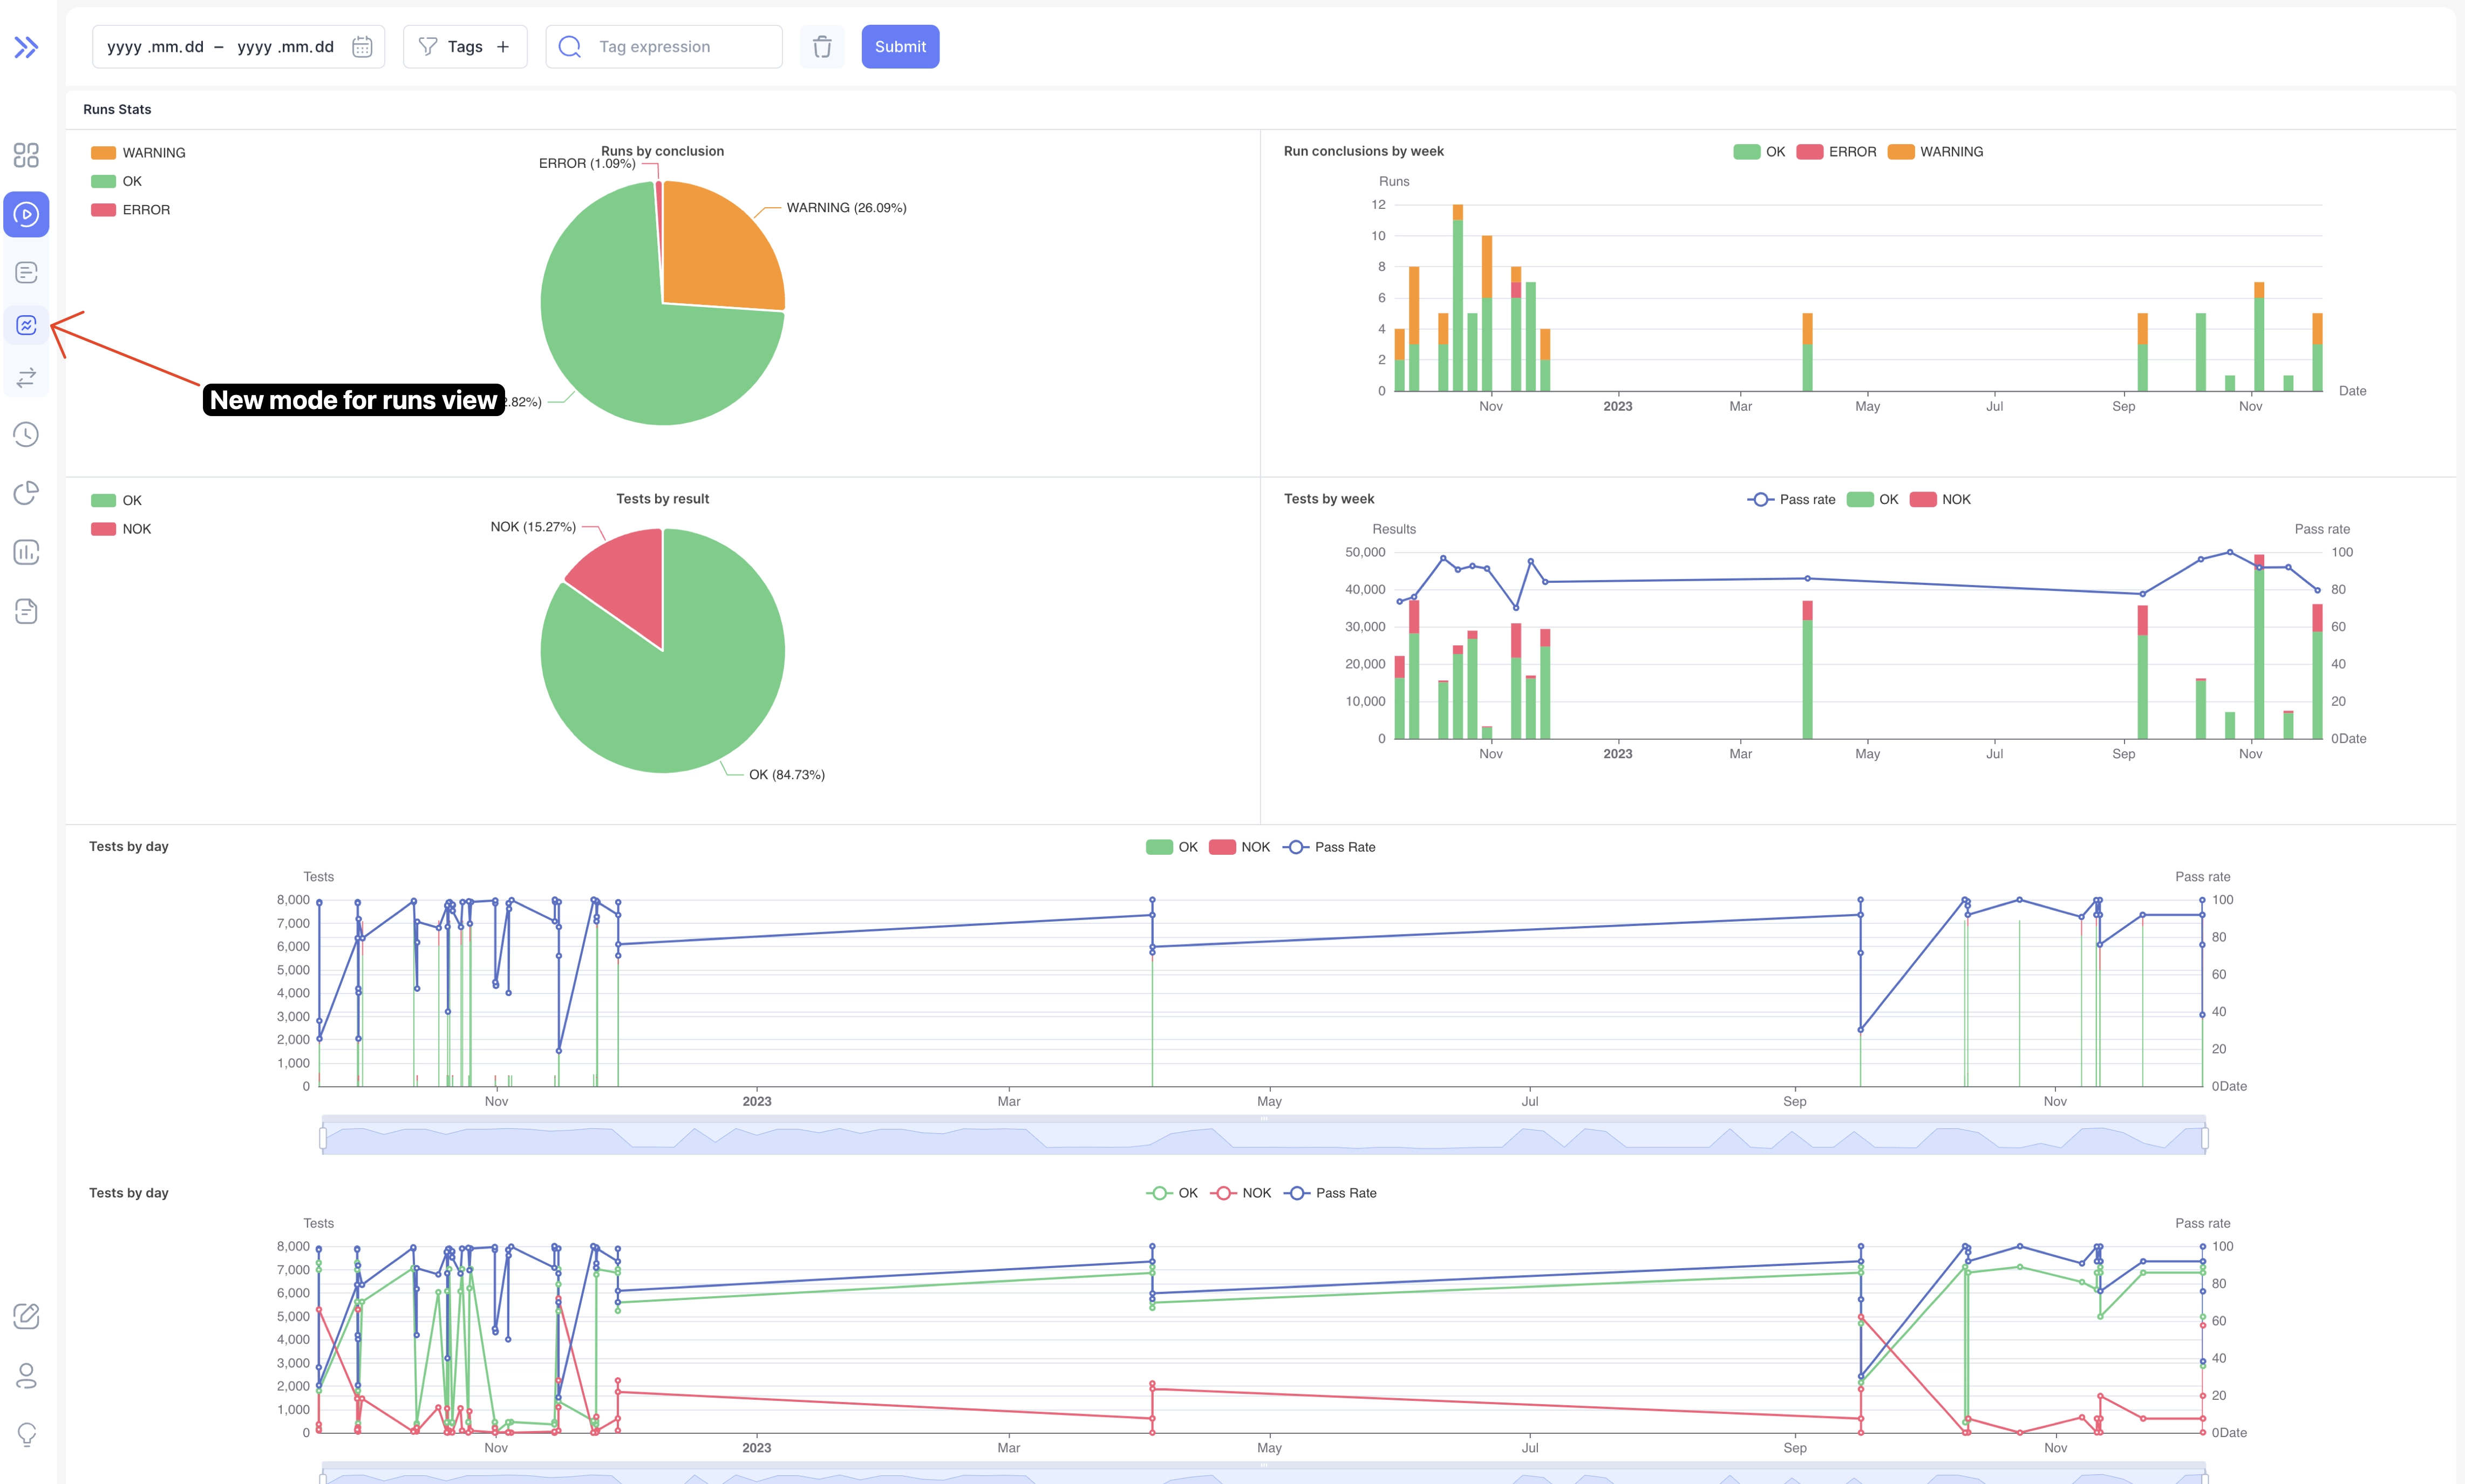 yyyy .mm.dd – yyyy .mm.dd
Tags +
Tag expression
Submit
Runs Stats
WARNING
OK
ERROR
Runs by conclusion
ERROR (1.09%)
WARNING (26.09%)
2.82%)
New mode for runs view
Run conclusions by week
OK ERROR WARNING
Runs
12
10
8
6
4
2
0
Nov 2023 Mar May Jul Sep Nov
Date
OK
NOK
Tests by result
NOK (15.27%)
OK (84.73%)
Tests by week
Pass rate OK NOK
Results
Pass rate
50,000 100
40,000 80
30,000 60
20,000 40
10,000 20
0 0Date
Nov 2023 Mar May Jul Sep Nov
Tests by day
OK NOK Pass Rate
Tests
Pass rate
8,000 100
7,000
6,000 80
5,000
4,000 60
3,000 40
2,000
1,000 20
0 0Date
Nov 2023 Mar May Jul Sep Nov
Tests by day
OK NOK Pass Rate
Tests
Pass rate
8,000 100
7,000
6,000 80
5,000
4,000 60
3,000 40
2,000
1,000 20
0 0Date
Nov 2023 Mar May Jul Sep Nov